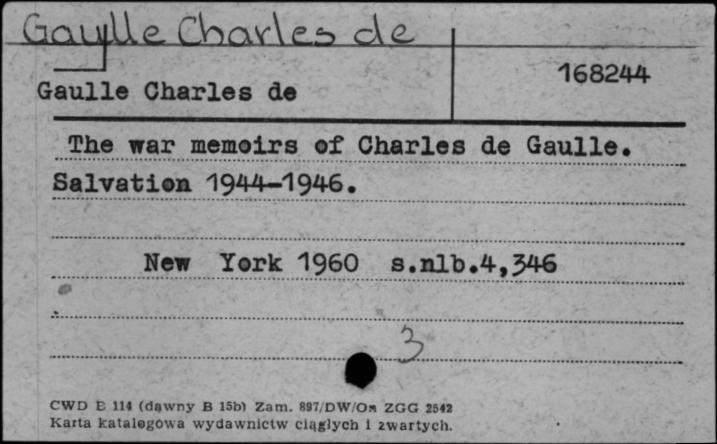 Gaulle Charles de
168244
Gaulle Charles de
The war memoirs of Charles de Gaulle.
Salvation 1944-1946.
New York 1960 s.nlb.4,346
3
CWD B 114 (dawny B 15b) Zam. 897/DW/On ZGG 2542
Karta katalogowa wydawnictw ciągłych i zwartych.